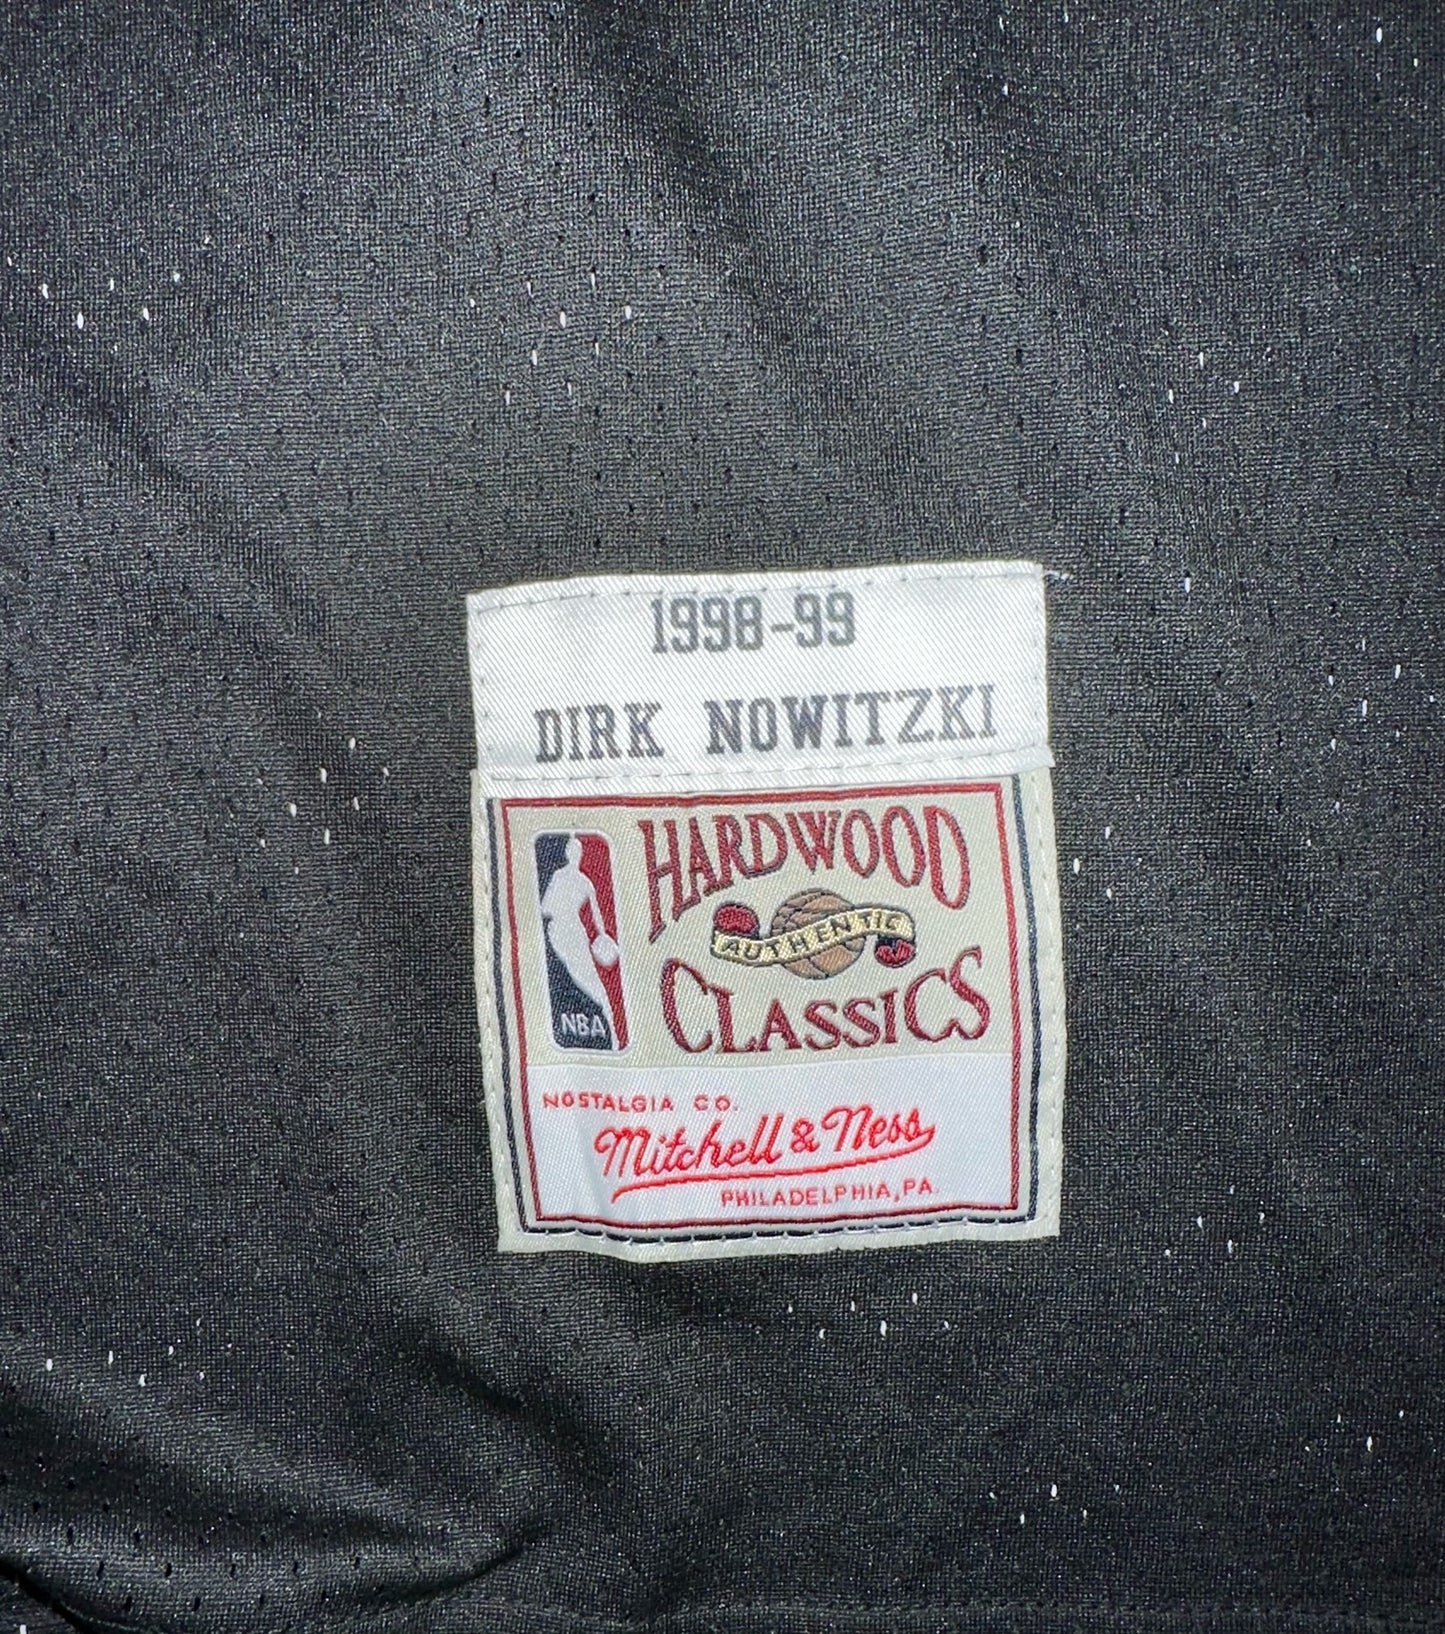 1998-99
DIRK NOWITZKI
HARDWOOD
AUTHENTIC
CLASSICS
NBA
NOSTALGIA CO.
Mitchell & Ness
PHILADELPHIA, PA.